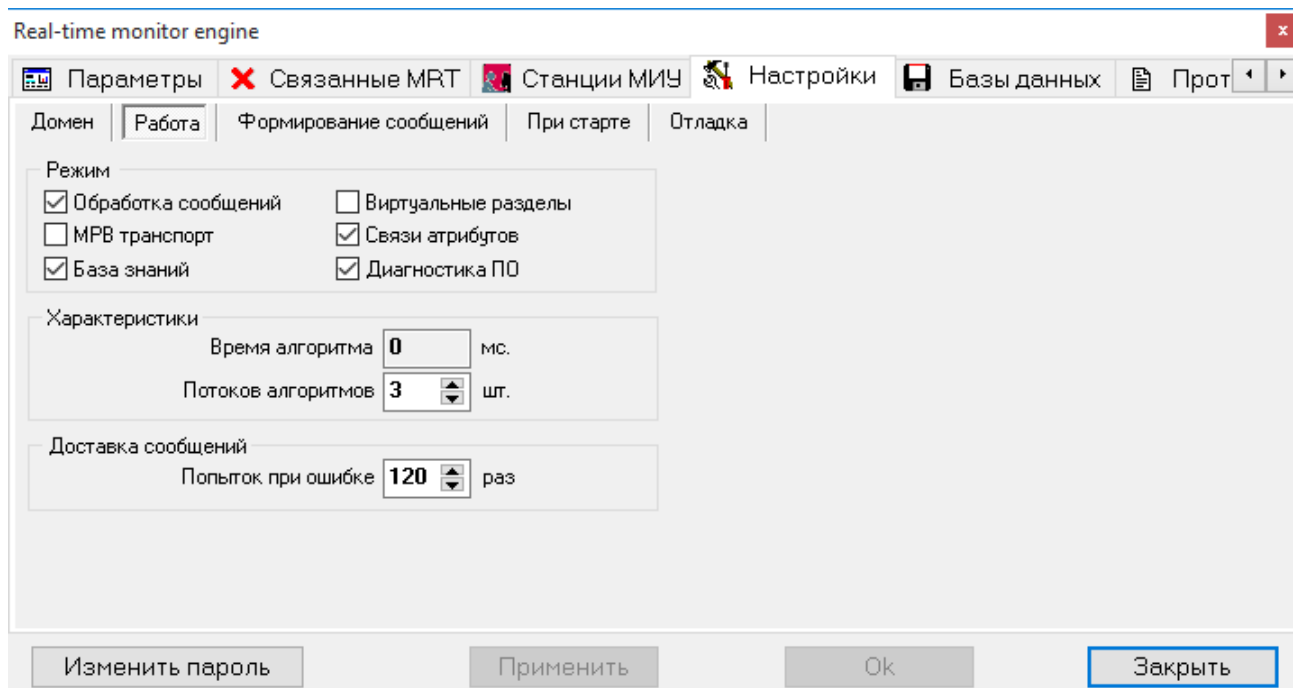 Real-time monitor engine
Параметры Связанные MRT Станции МИУ Настройки Базы данных Прот
Домен Работа Формирование сообщений При старте Отладка
Режим
Обработка сообщений Виртуальные разделы
МРВ транспорт Связи атрибутов
База знаний Диагностика ПО
Характеристики
Время алгоритма 0 мс.
Потоков алгоритмов 3 шт.
Доставка сообщений
Попыток при ошибке 120 раз
Изменить пароль Применить Ok Закрыть